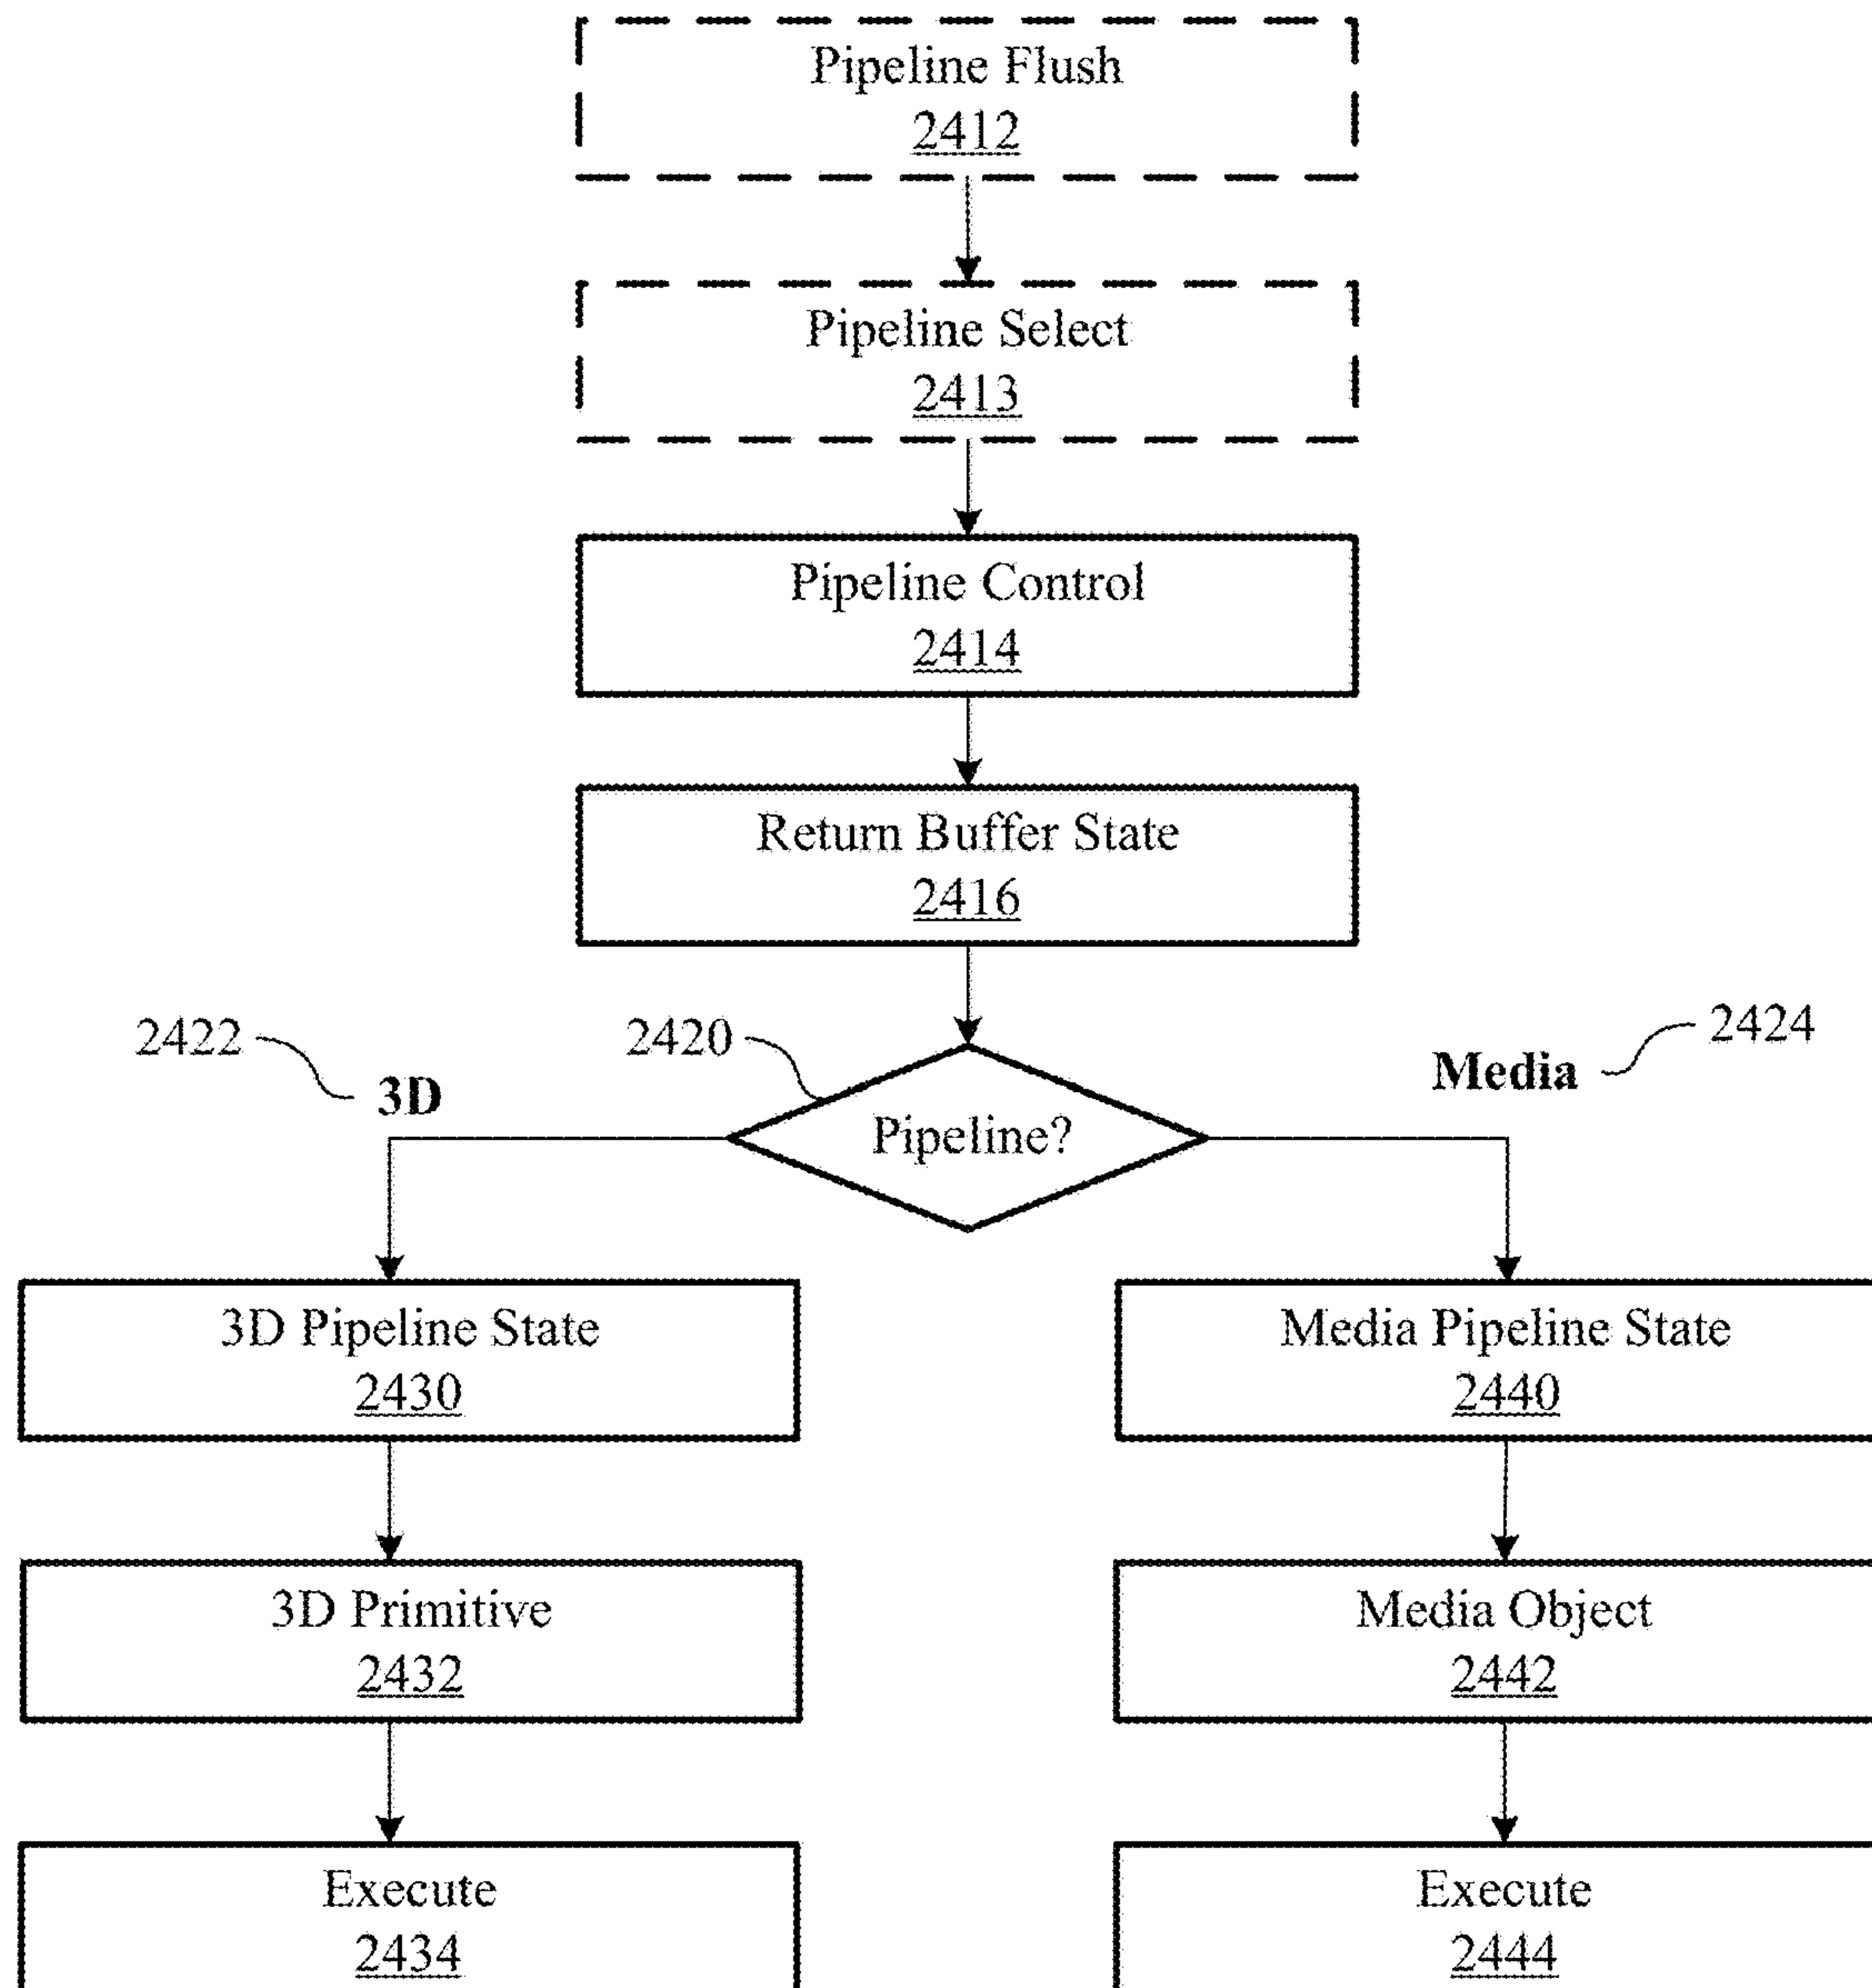 Pipeline Flush
2412
Pipeline Select
2413
Pipeline Control
2414
Return Buffer State
2416
2422
3D
2420
Pipeline?
Media
2424
3D Pipeline State
2430
Media Pipeline State
2440
3D Primitive
2432
Media Object
2442
Execute
2434
Execute
2444